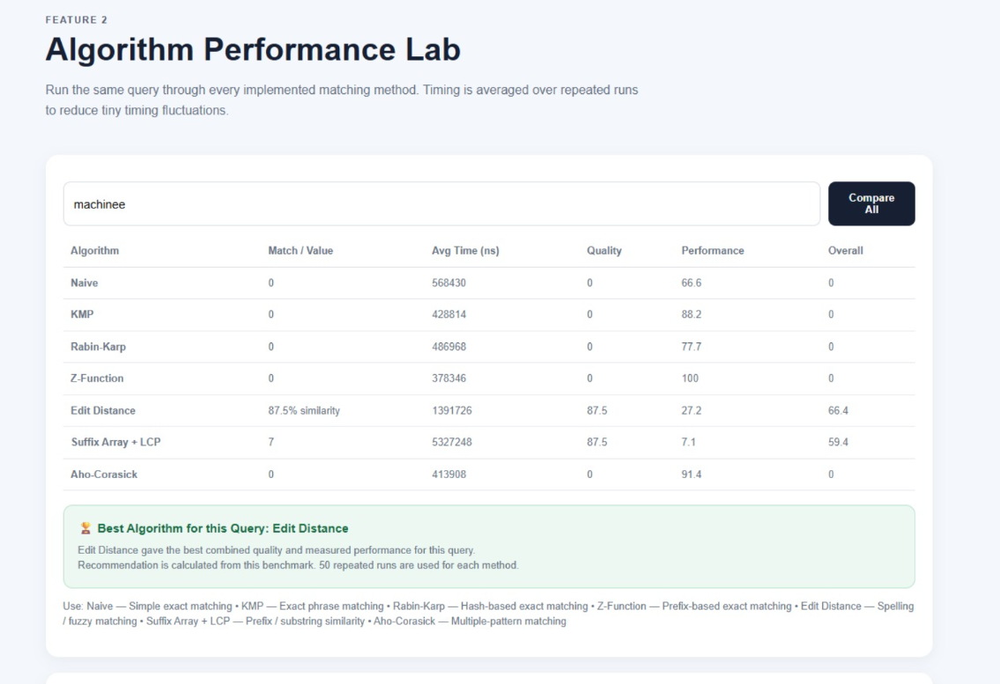 FEATURE 2
Algorithm Performance Lab
Run the same query through every implemented matching method. Timing is averaged over repeated runs
to reduce tiny timing fluctuations.
machinee
Compare
All
Algorithm Match / Value Avg Time (ns) Quality Performance Overall
Naive 0 568430 0 66.6 0
KMP 0 428814 0 88.2 0
Rabin-Karp 0 486968 0 77.7 0
Z-Function 0 378346 0 100 0
Edit Distance 87.5% similarity 1391726 87.5 27.2 66.4
Suffix Array + LCP 7 5327248 87.5 7.1 59.4
Aho-Corasick 0 413908 0 91.4 0
🏆 Best Algorithm for this Query: Edit Distance
Edit Distance gave the best combined quality and measured performance for this query.
Recommendation is calculated from this benchmark. 50 repeated runs are used for each method.
Use: Naive — Simple exact matching • KMP — Exact phrase matching • Rabin-Karp — Hash-based exact matching • Z-Function — Prefix-based exact matching • Edit Distance — Spelling
/ fuzzy matching • Suffix Array + LCP — Prefix / substring similarity • Aho-Corasick — Multiple-pattern matching